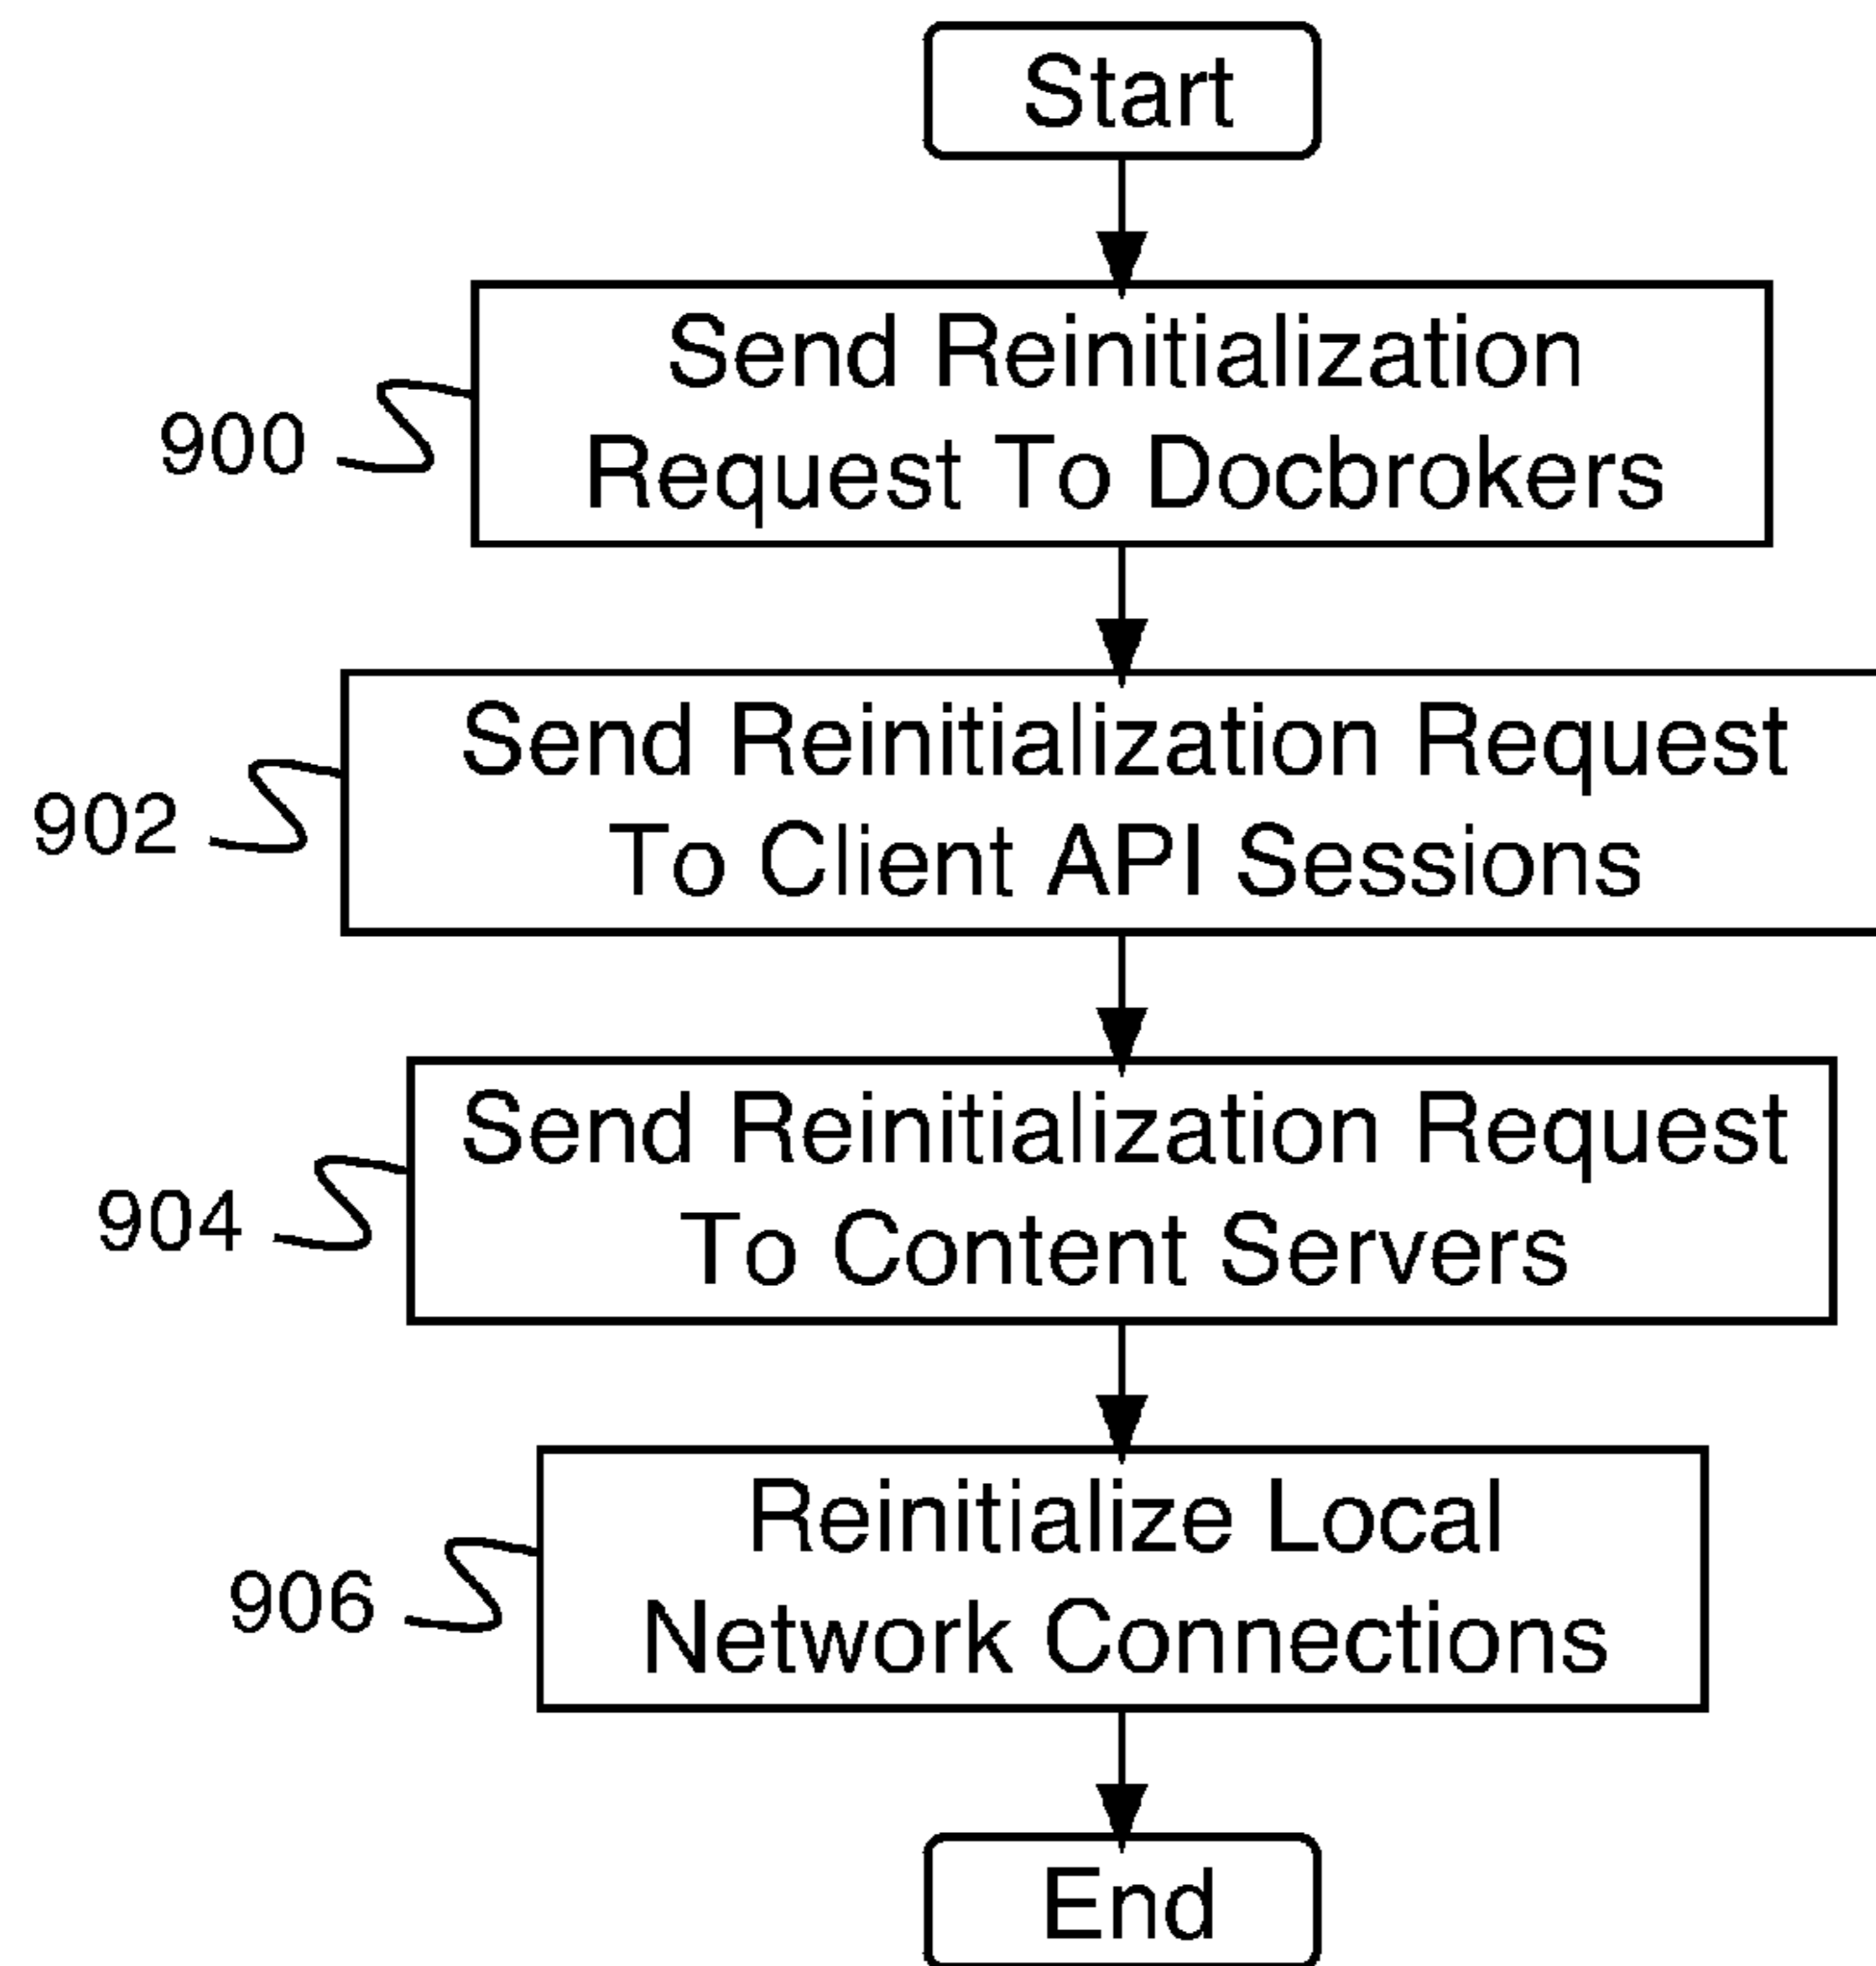 Start
900
Send Reinitialization
Request To Docbrokers
902
Send Reinitialization Request
To Client API Sessions
904
Send Reinitialization Request
To Content Servers
906
Reinitialize Local
Network Connections
End